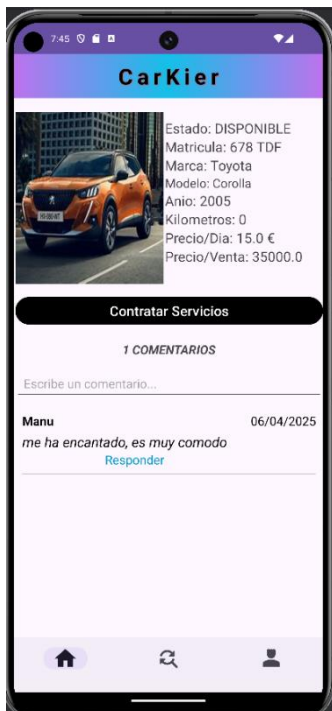 7:45
CarKier
Estado: DISPONIBLE
Matricula: 678 TDF
Marca: Toyota
Modelo: Corolla
Anio: 2005
Kilometros: 0
Precio/Dia: 15.0 €
Precio/Venta: 35000.0
Contratar Servicios
1 COMENTARIOS
Escribe un comentario...
Manu 06/04/2025
me ha encantado, es muy comodo
Responder